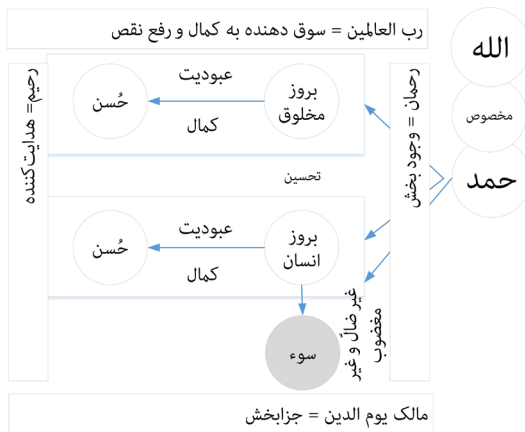 رب العالمین = سوق دهنده به کمال و رفع نقص
الله
مخصوص
حمد
رحمان = وجود بخش
رحیم= هدایت‌کننده
بروز
مخلوق
عبودیت
کمال
حُسن
تحسین
بروز
انسان
عبودیت
کمال
حُسن
سوء
غیر ضالّ و غیر
مغضوب
مالک یوم الدین = جزابخش